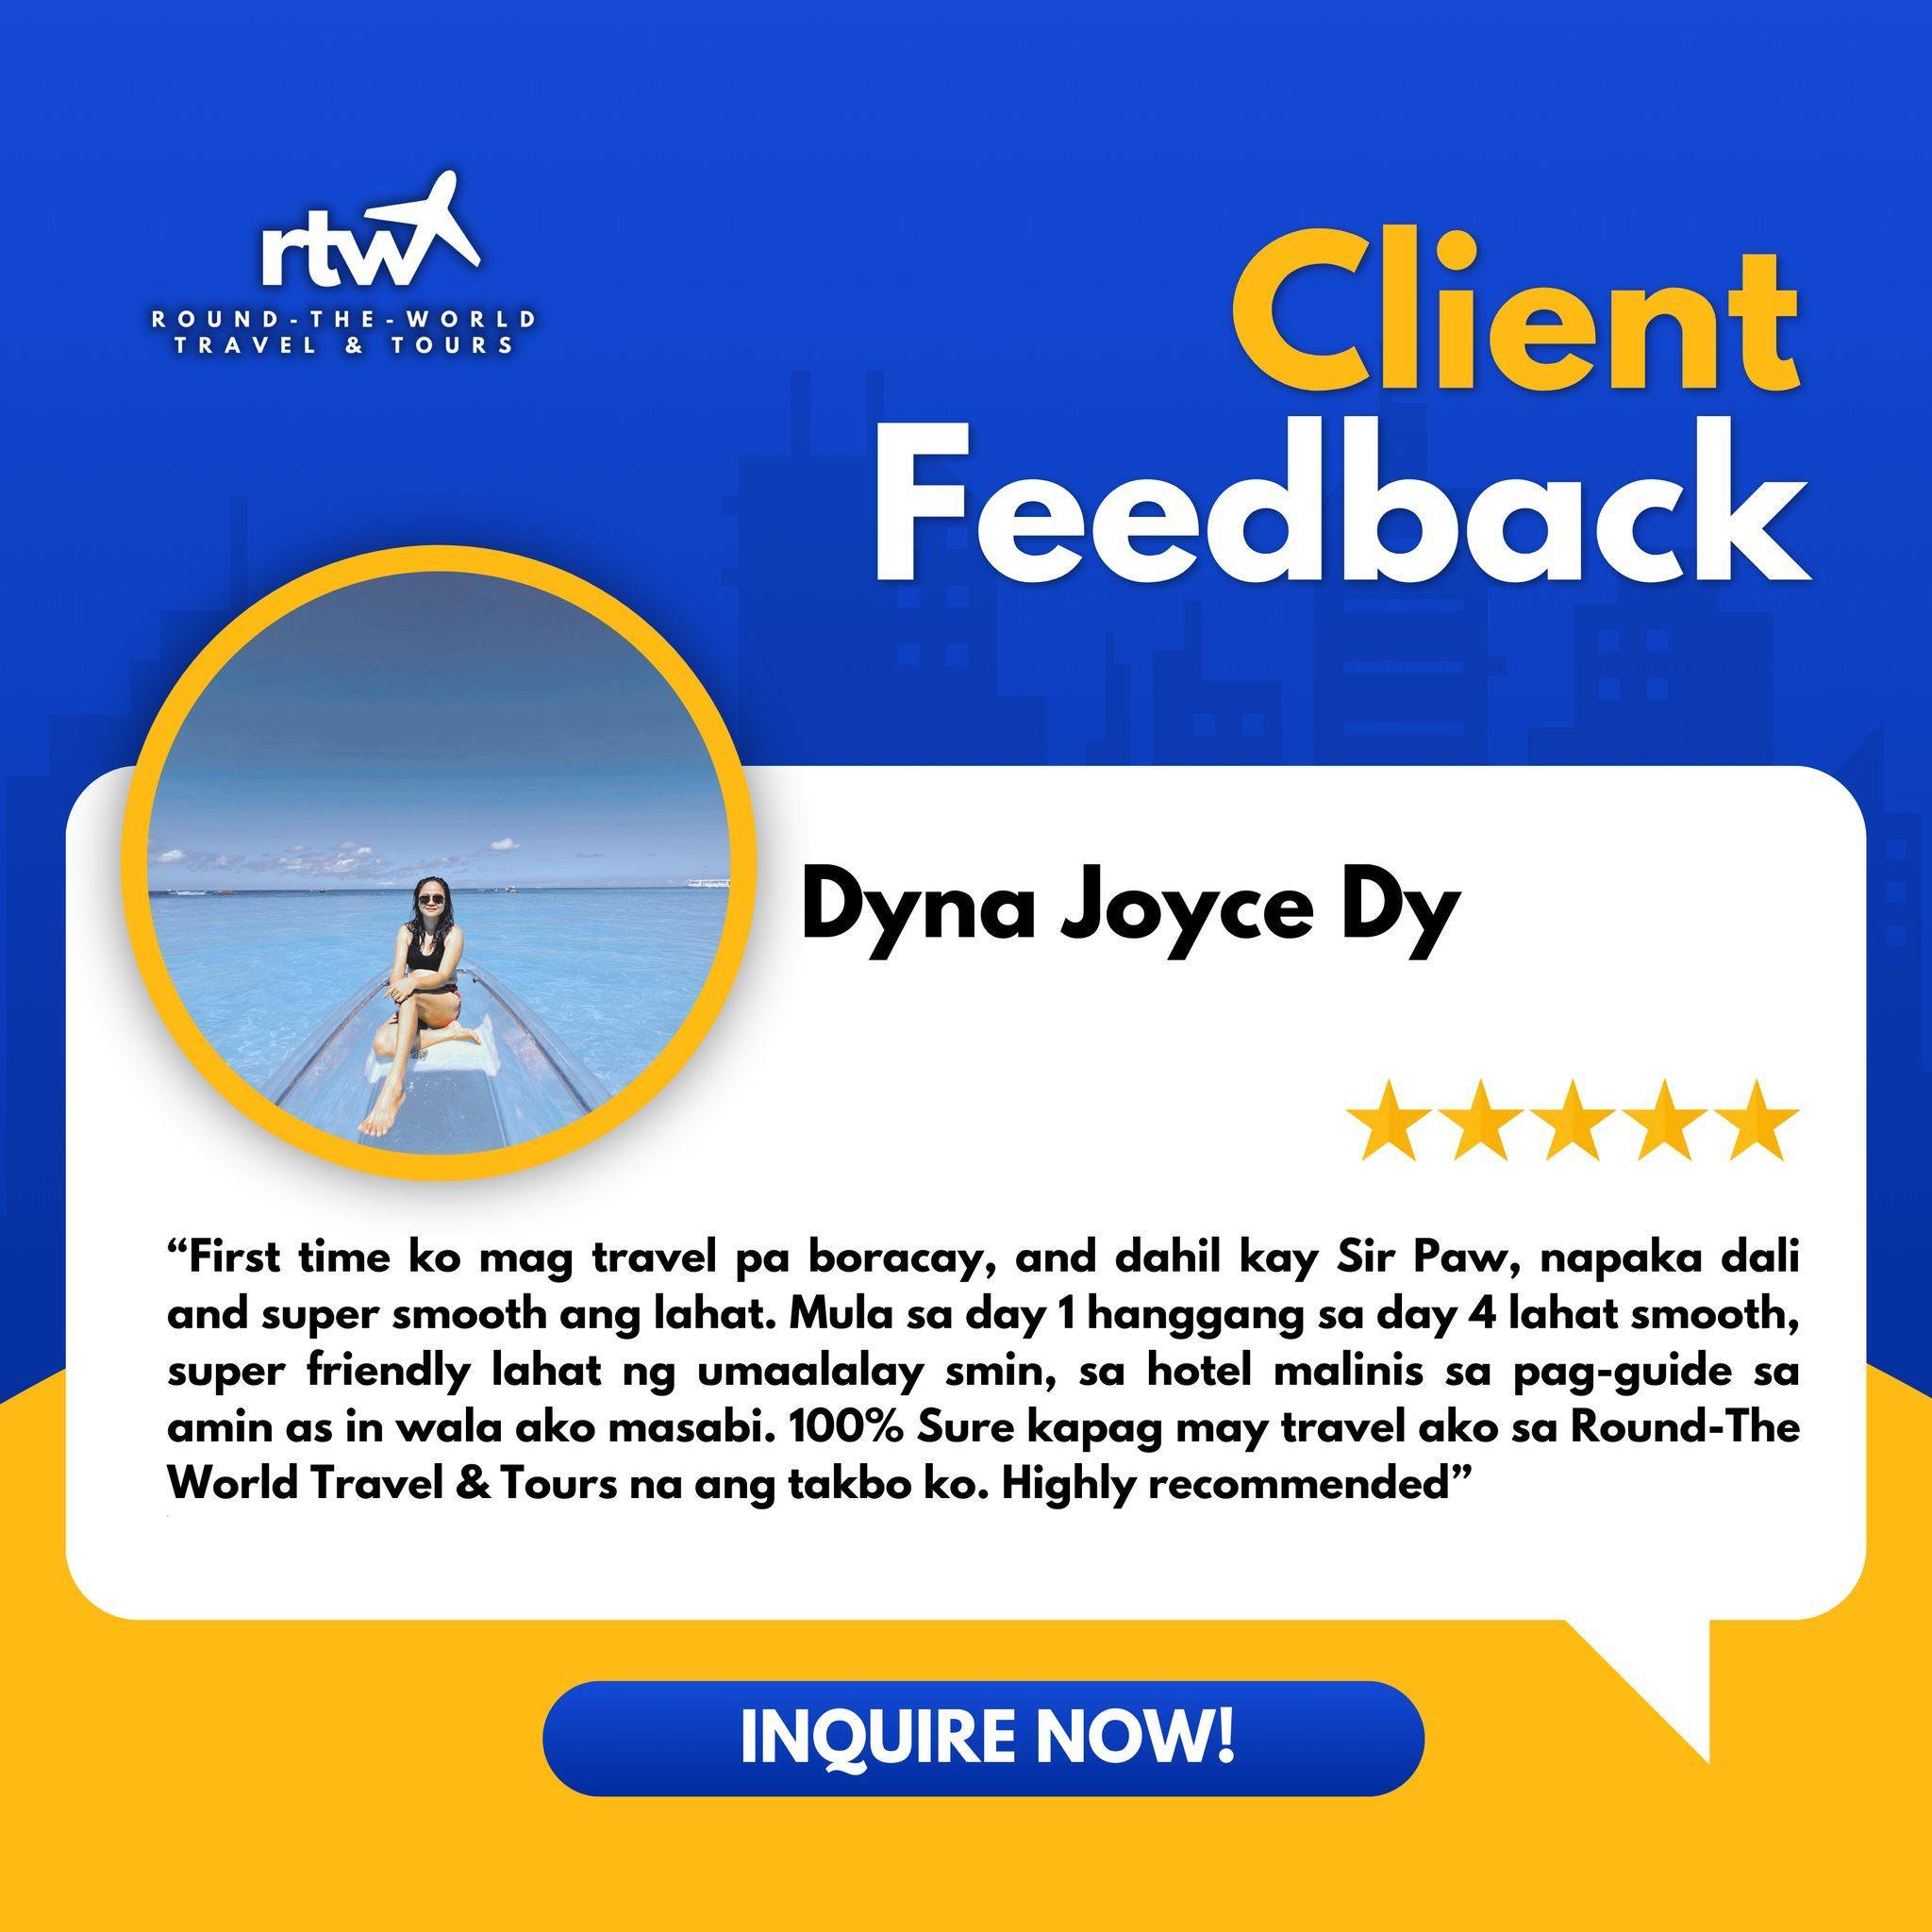 rtw
ROUND-THE-WORLD
TRAVEL & TOURS
Client
Feedback
Dyna Joyce Dy
“First time ko mag travel pa boracay, and dahil kay Sir Paw, napaka dali
and super smooth ang lahat. Mula sa day 1 hanggang sa day 4 lahat smooth,
super friendly lahat ng umaalalay smin, sa hotel malinis sa pag-guide sa
amin as in wala ako masabi. 100% Sure kapag may travel ako sa Round-The
World Travel & Tours na ang takbo ko. Highly recommended”
INQUIRE NOW!